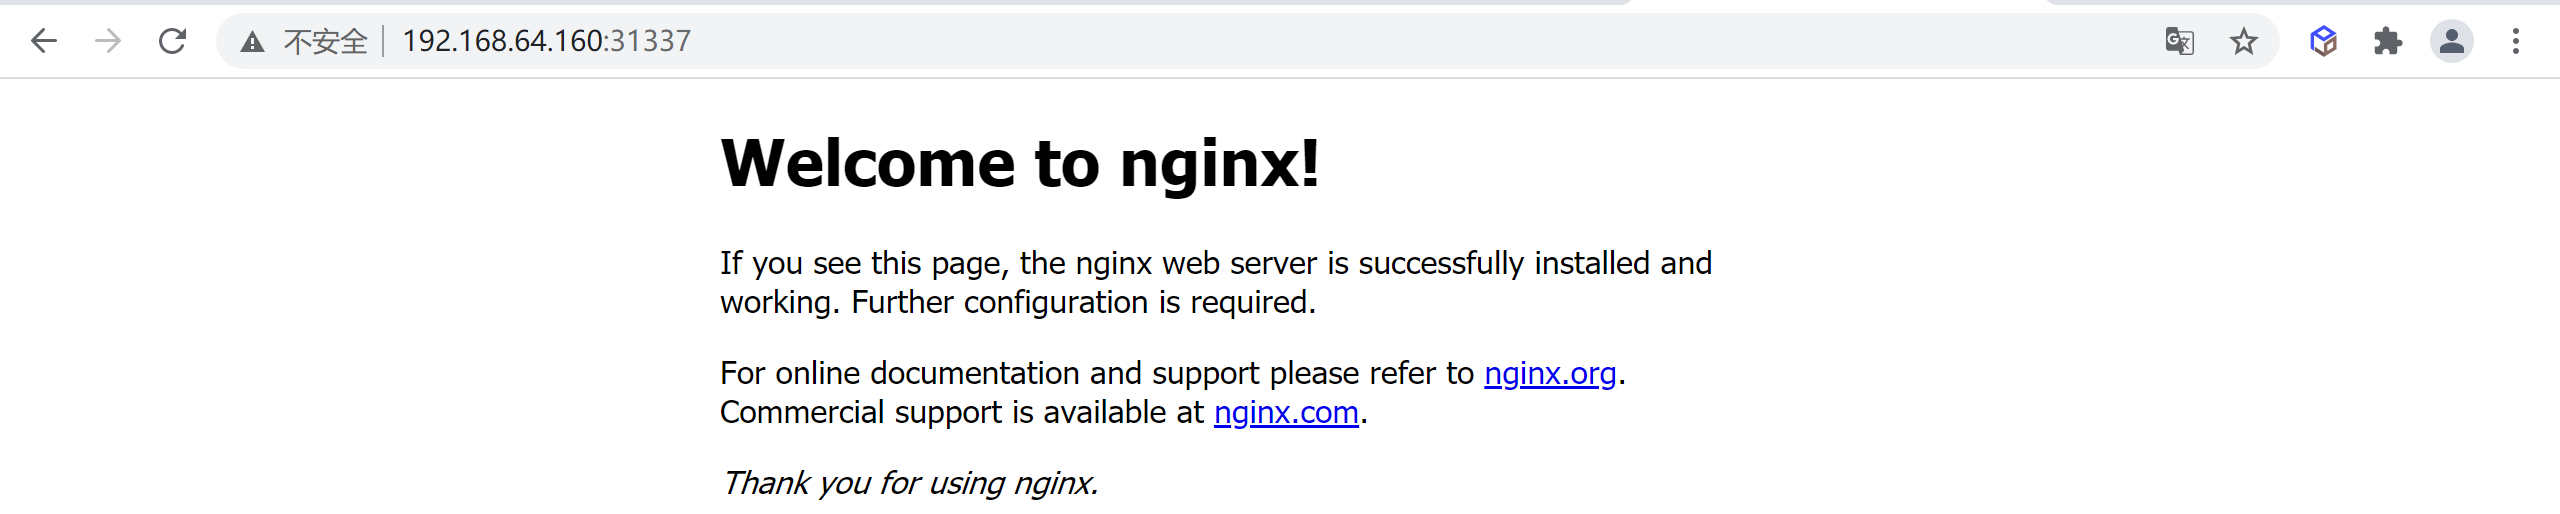 不安全 192.168.64.160:31337
Welcome to nginx!
If you see this page, the nginx web server is successfully installed and
working. Further configuration is required.
For online documentation and support please refer to nginx.org.
Commercial support is available at nginx.com.
Thank you for using nginx.